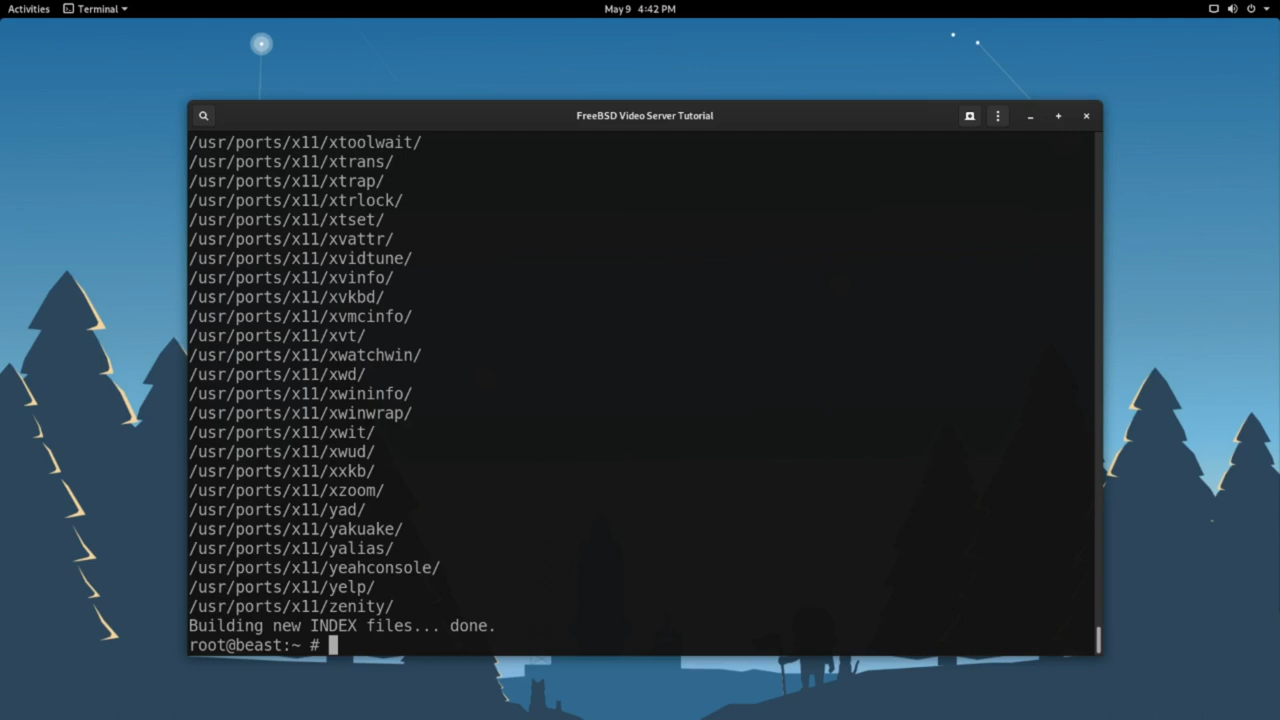 Activities Terminal May 9 4:42 PM
FreeBSD Video Server Tutorial
/usr/ports/x11/xtoolwait/
/usr/ports/x11/xtrans/
/usr/ports/x11/xtrap/
/usr/ports/x11/xtrlock/
/usr/ports/x11/xtset/
/usr/ports/x11/xvattr/
/usr/ports/x11/xvidtune/
/usr/ports/x11/xvinfo/
/usr/ports/x11/xvkbd/
/usr/ports/x11/xvmcinfo/
/usr/ports/x11/xvt/
/usr/ports/x11/xwatchwin/
/usr/ports/x11/xwd/
/usr/ports/x11/xwininfo/
/usr/ports/x11/xwinwrap/
/usr/ports/x11/xwit/
/usr/ports/x11/xwud/
/usr/ports/x11/xxkb/
/usr/ports/x11/xzoom/
/usr/ports/x11/yad/
/usr/ports/x11/yakuake/
/usr/ports/x11/yalias/
/usr/ports/x11/yeahconsole/
/usr/ports/x11/yelp/
/usr/ports/x11/zenity/
Building new INDEX files... done.
root@beast:~ #